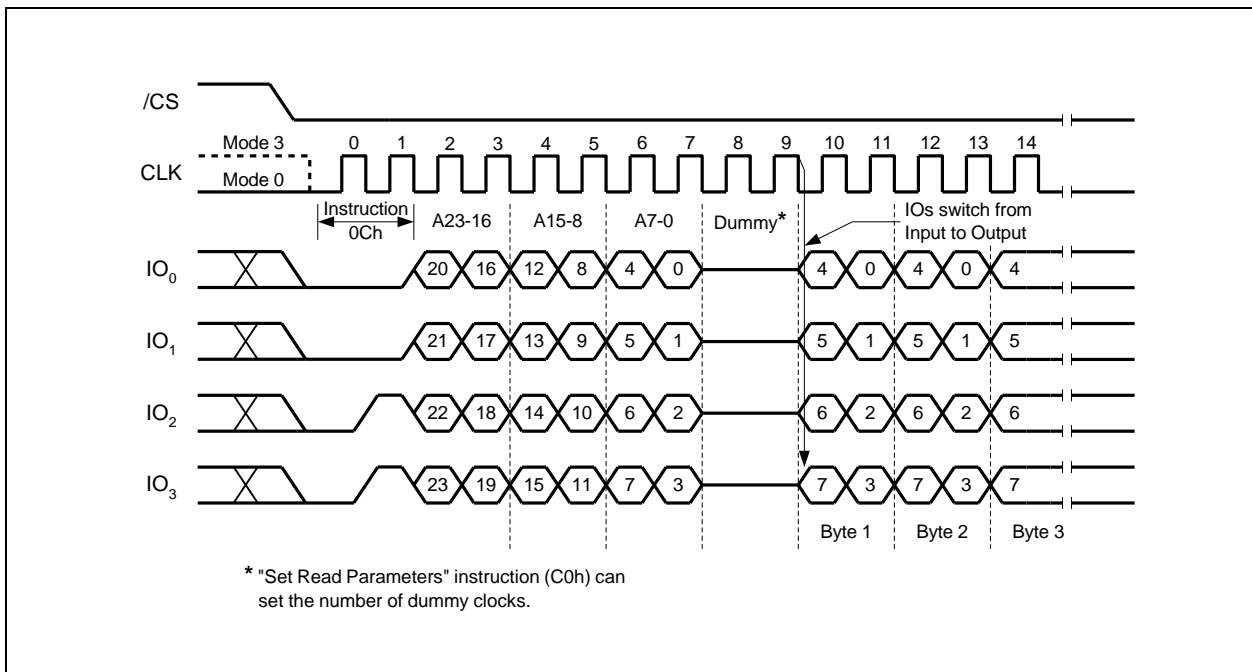 /CS
Mode 3 0 1 2 3 4 5 6 7 8 9 10 11 12 13 14
CLK
Mode 0
Instruction A23-16 A15-8 A7-0 Dummy* IOs switch from
0Ch Input to Output
IO0 20 16 12 8 4 0 4 0 4 0 4
IO1 21 17 13 9 5 1 5 1 5 1 5
IO2 22 18 14 10 6 2 6 2 6 2 6
IO3 23 19 15 11 7 3 7 3 7 3 7
Byte 1 Byte 2 Byte 3
* "Set Read Parameters" instruction (C0h) can
set the number of dummy clocks.